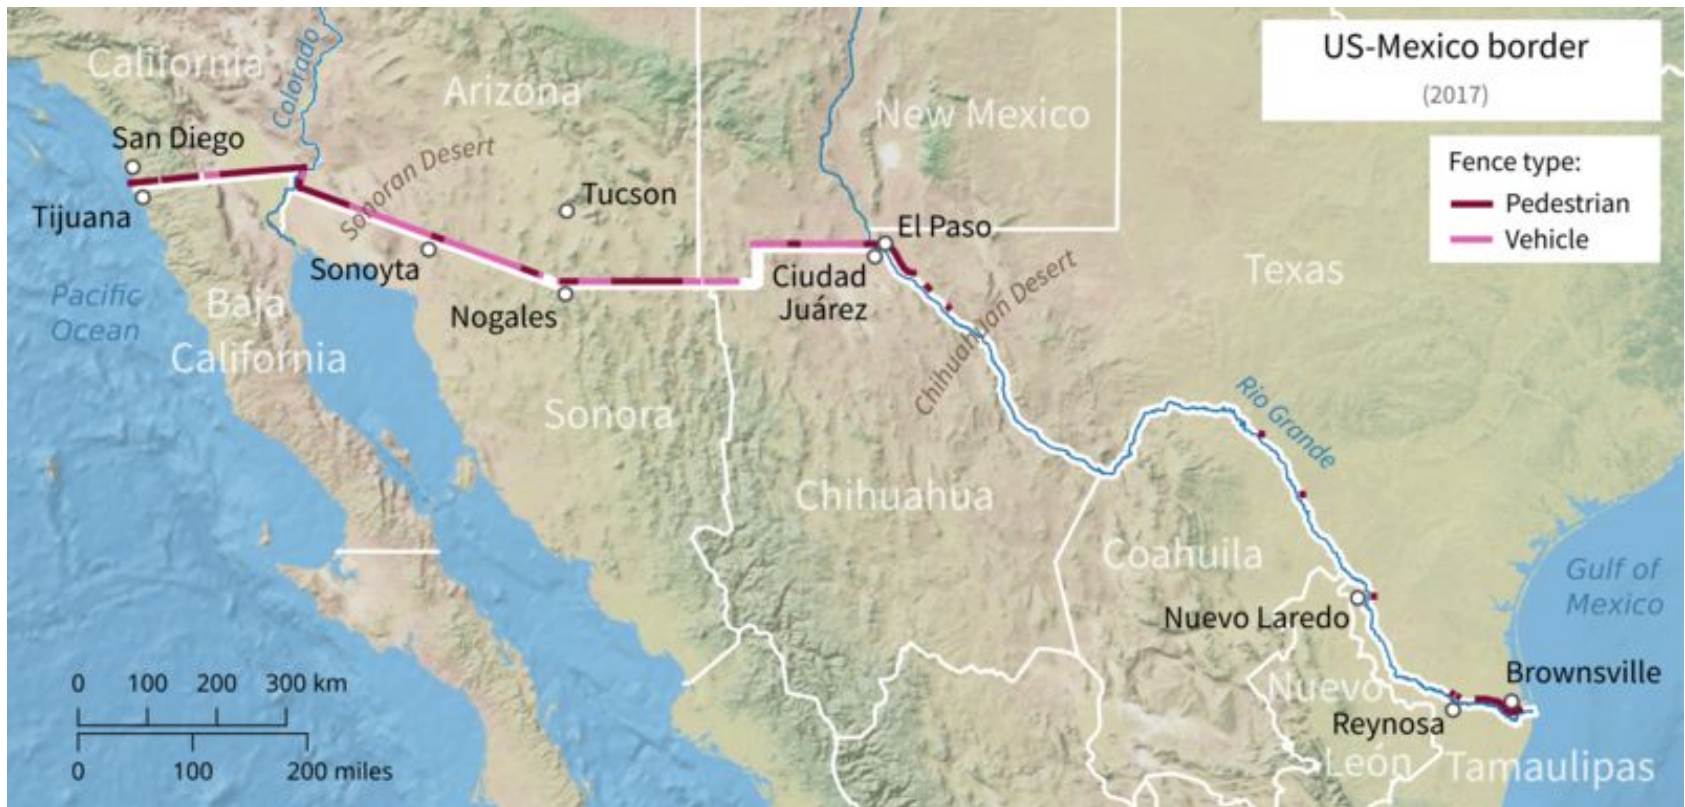 US-Mexico border
(2017)
Fence type:
Pedestrian
Vehicle
California
Colorado
Arizona
New Mexico
San Diego
Sonoran Desert
Tucson
Tijuana
El Paso
Sonoyta
Ciudad
Juárez
Chihuahuan Desert
Texas
Pacific
Ocean
Baja
California
Nogales
Sonora
Rio Grande
Chihuahua
Coahuila
Gulf of
Mexico
Nuevo Laredo
Brownsville
Nuevo
León
Reynosa
Tamaulipas
0 100 200 300 km
0 100 200 miles